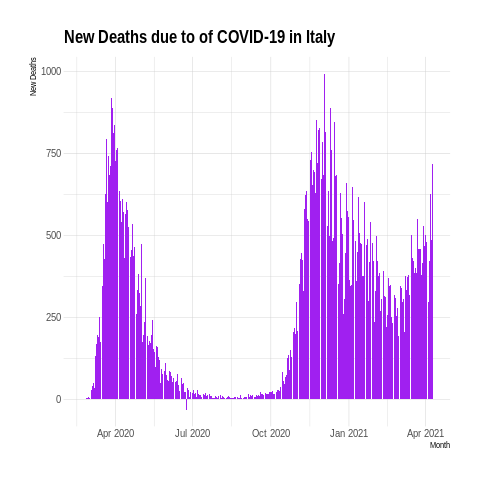 New Deaths due to of COVID-19 in Italy
New Deaths
1000
750
500
250
0
Apr 2020 Jul 2020 Oct 2020 Jan 2021 Apr 2021
Month